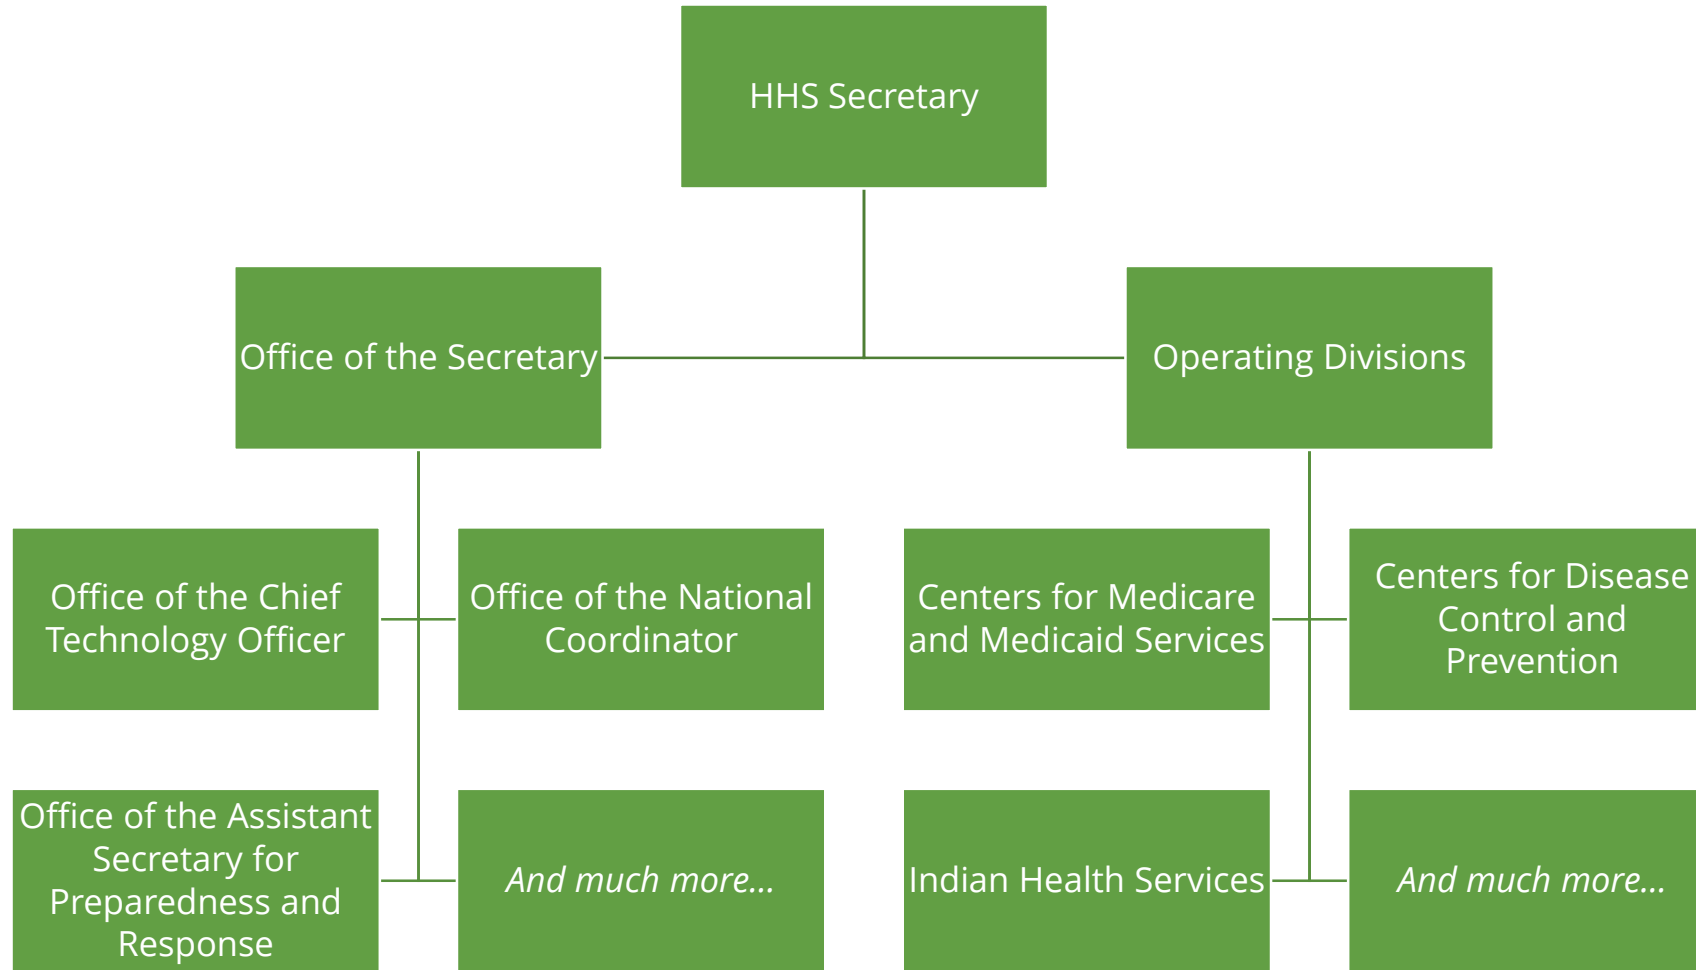 HHS Secretary
Office of the Secretary
Operating Divisions
Office of the Chief
Technology Officer
Office of the National
Coordinator
Centers for Medicare
and Medicaid Services
Centers for Disease
Control and
Prevention
Office of the Assistant
Secretary for
Preparedness and
Response
And much more...
Indian Health Services
And much more...